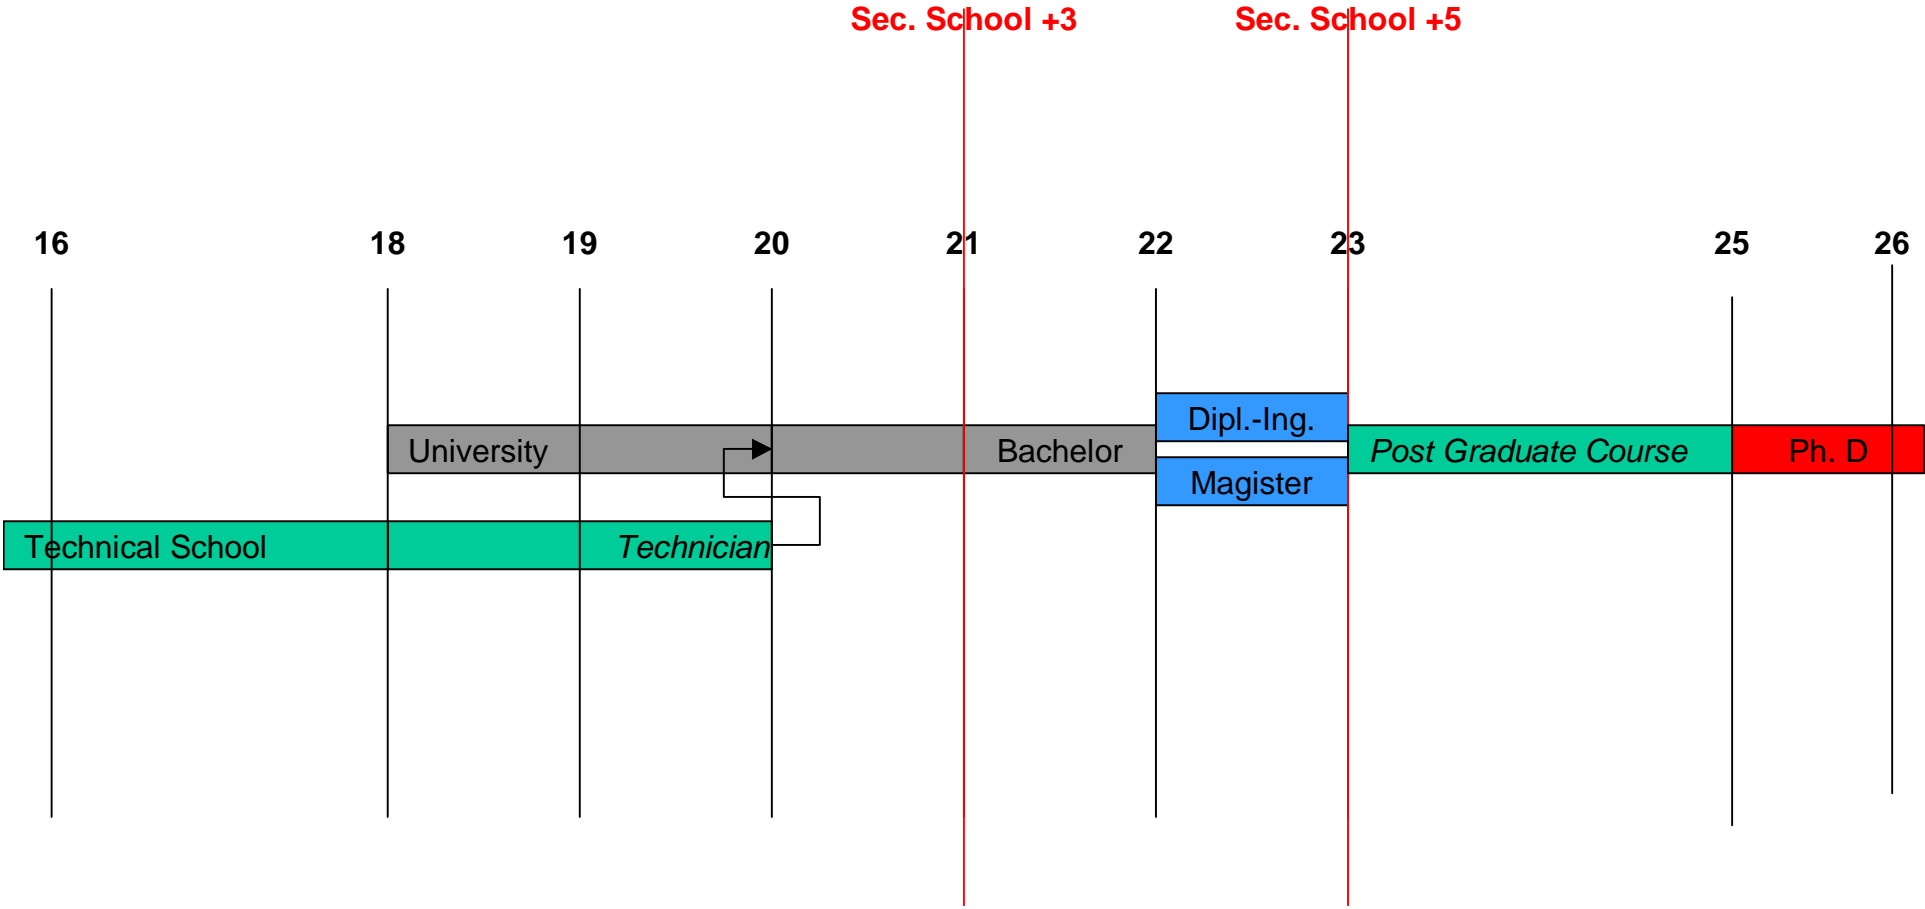 Sec. School +3 Sec. School +5
16 18 19 20 21 22 23 25 26
Dipl.-Ing.
University Bachelor Post Graduate Course Ph. D
Magister
Technical School Technician